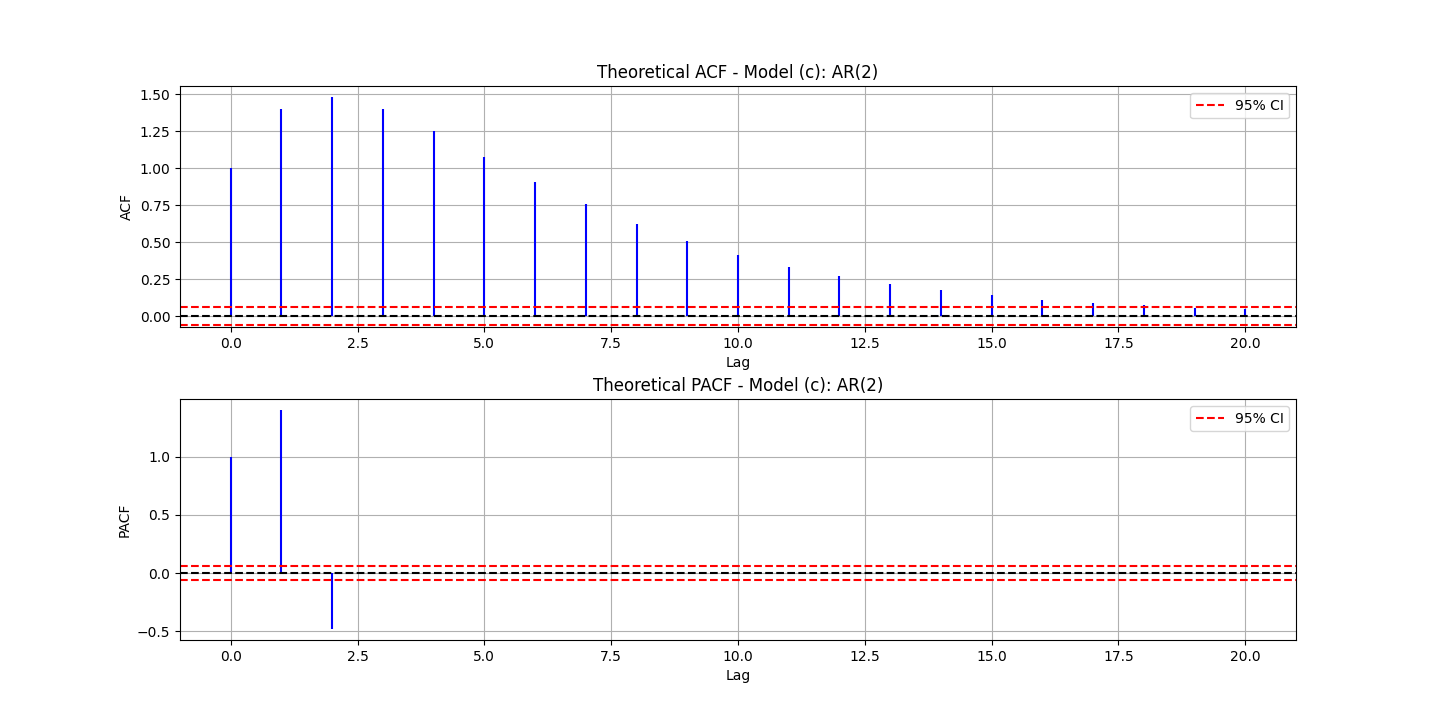 Theoretical ACF - Model (c): AR(2)
1.50
1.25
1.00
0.75
0.50
0.25
0.00
ACF
95% CI
0.0 2.5 5.0 7.5 10.0 12.5 15.0 17.5 20.0
Lag
Theoretical PACF - Model (c): AR(2)
1.0
0.5
0.0
−0.5
PACF
95% CI
0.0 2.5 5.0 7.5 10.0 12.5 15.0 17.5 20.0
Lag